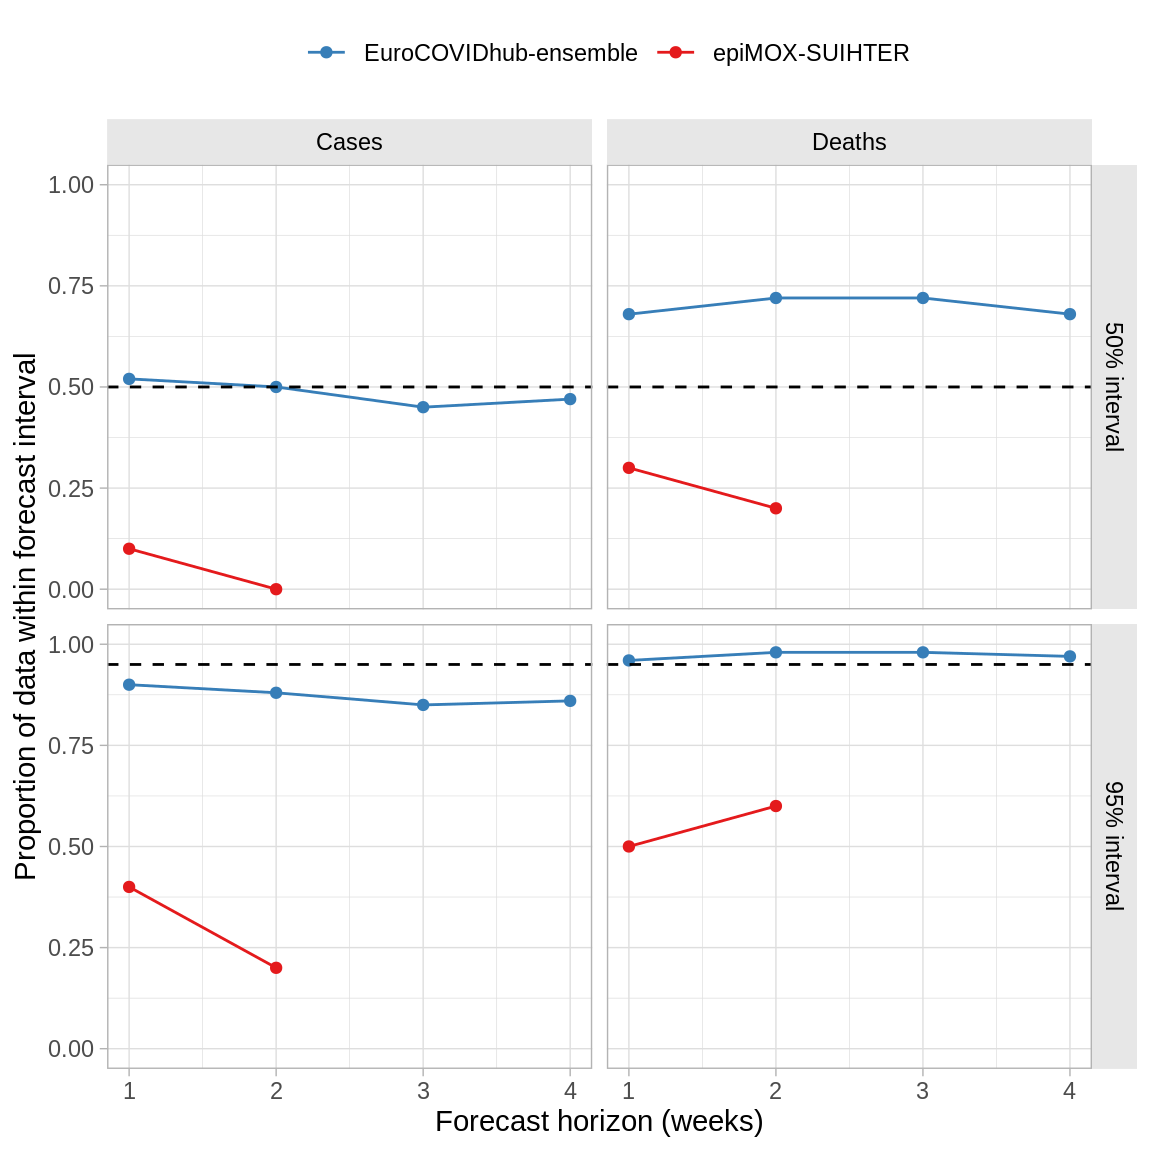 EuroCOVIDhub-ensemble epiMOX-SUIHTER
Cases Deaths
1.00
0.75
0.50
0.25
0.00
50% interval
1.00
0.75
0.50
0.25
0.00
95% interval
Proportion of data within forecast interval
1 2 3 4 1 2 3 4
Forecast horizon (weeks)